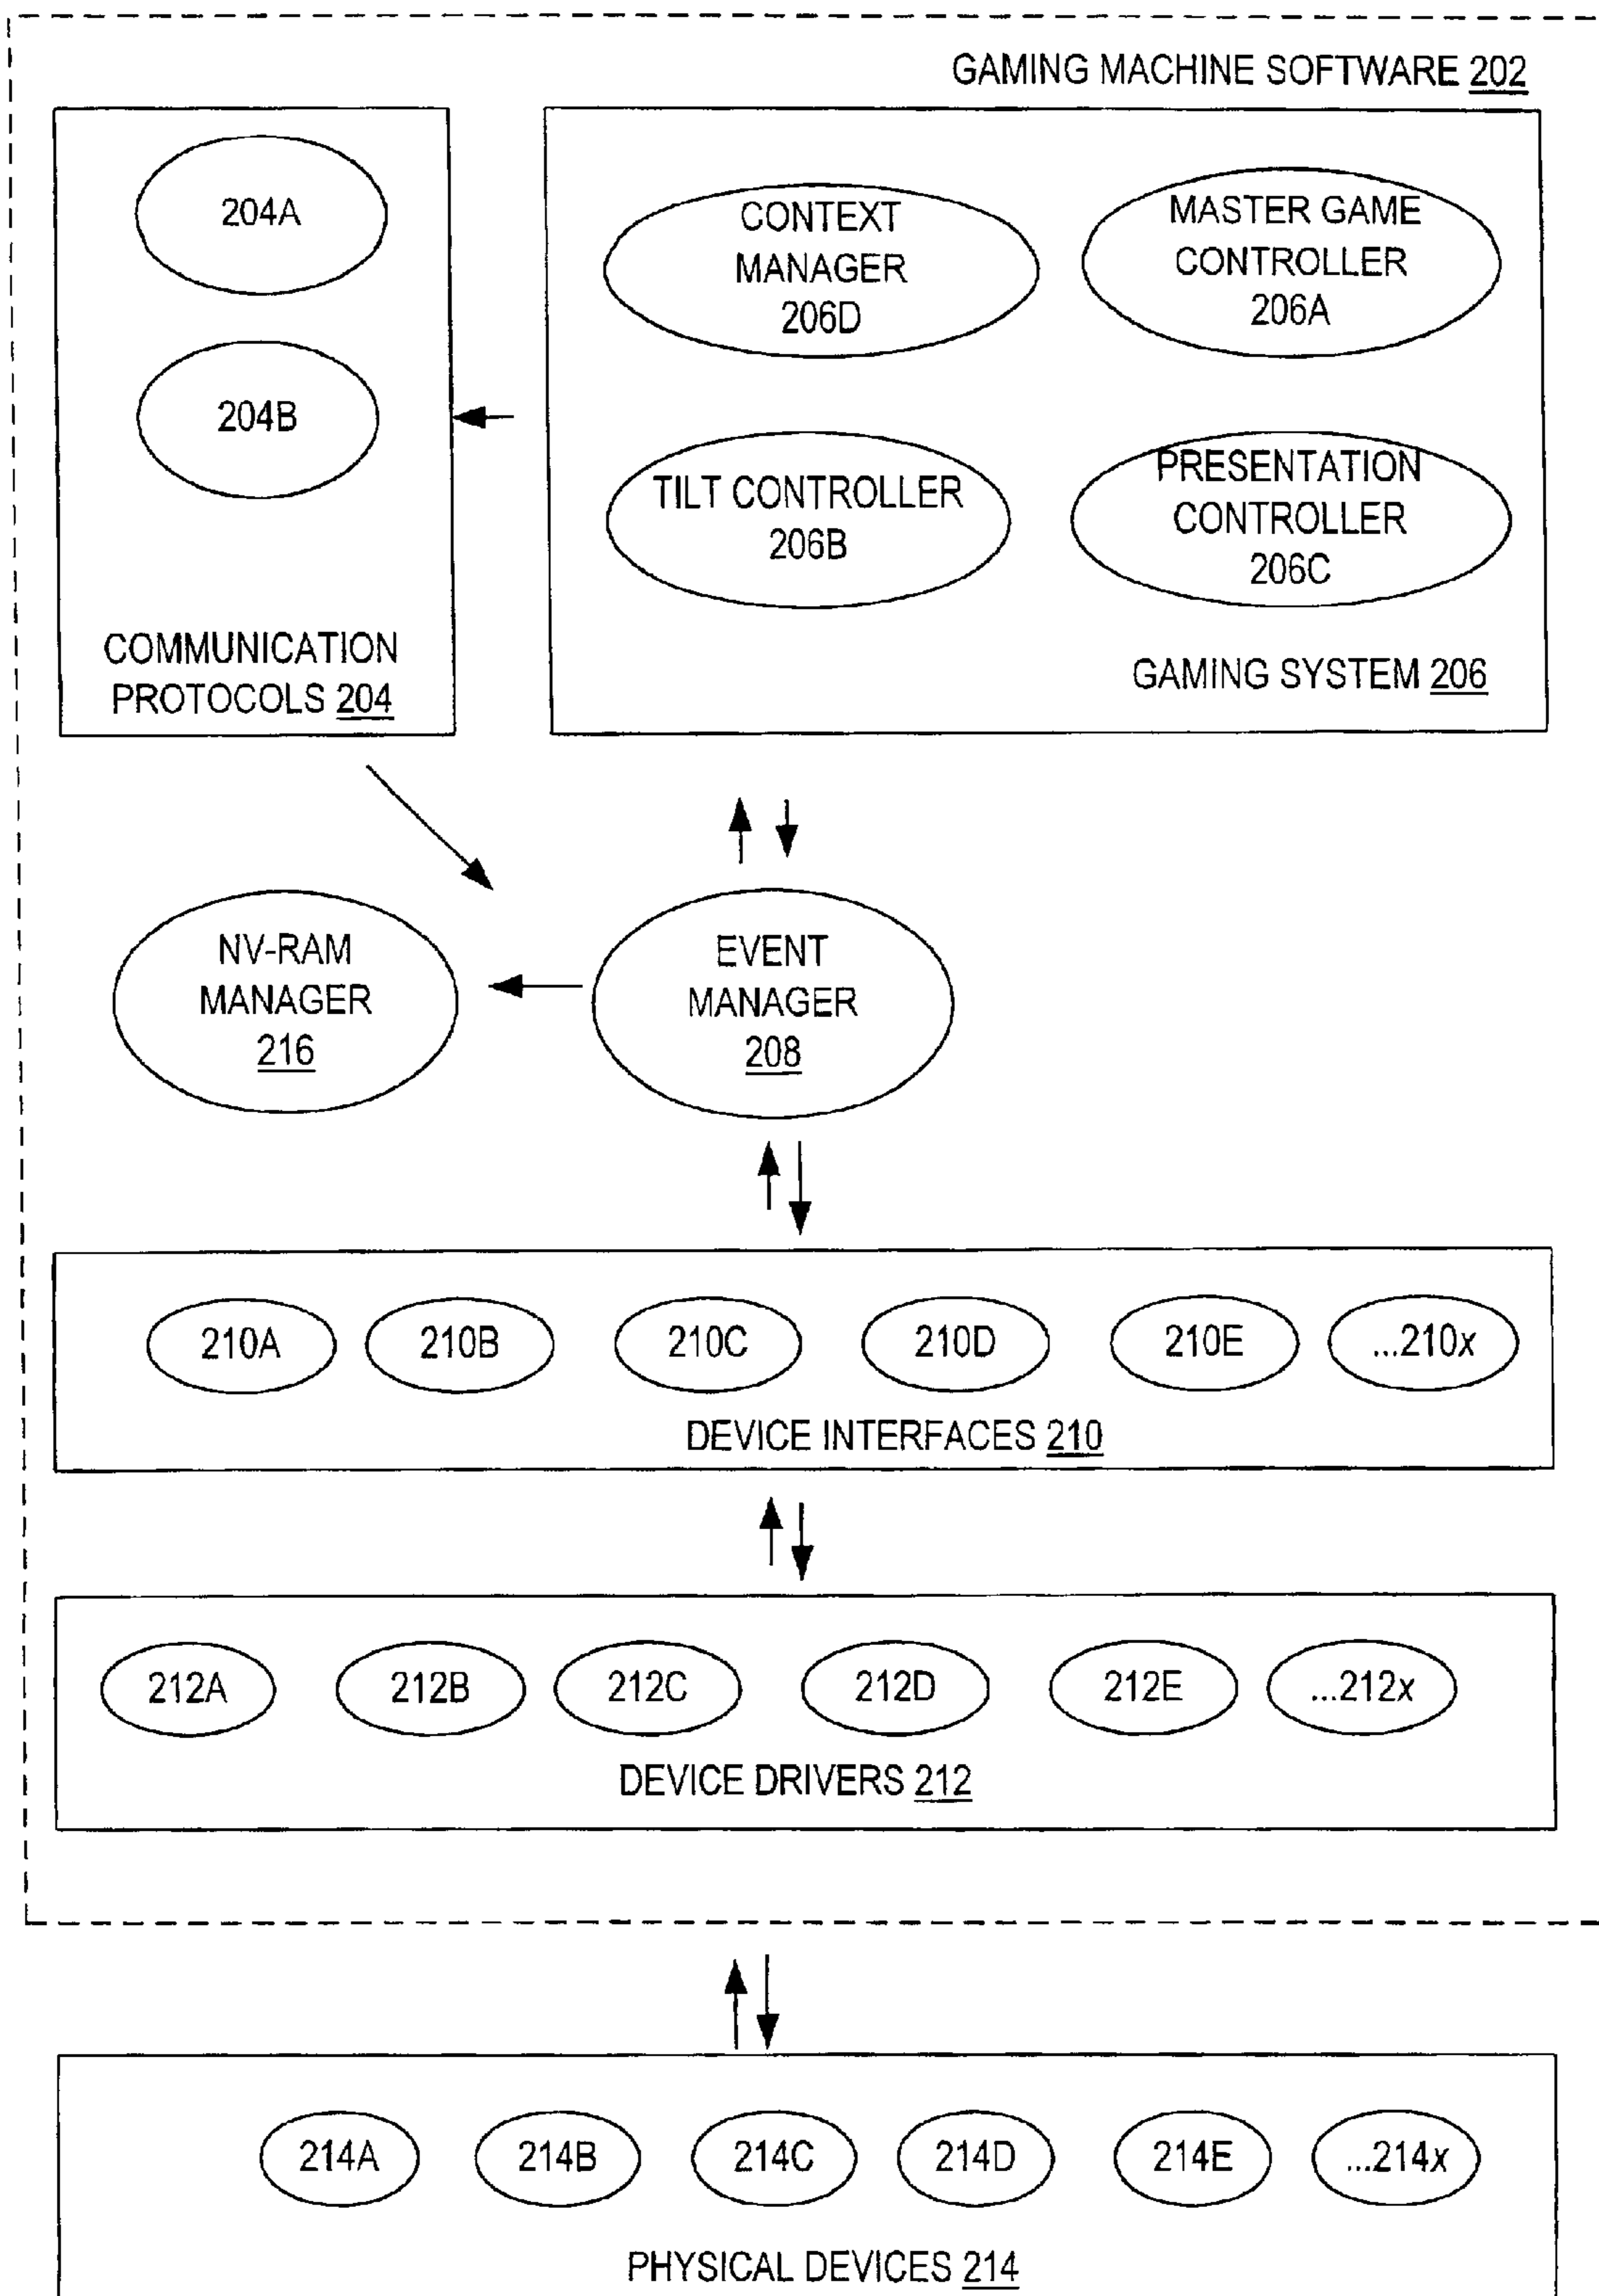 GAMING MACHINE SOFTWARE 202
204A
204B
COMMUNICATION
PROTOCOLS 204
CONTEXT
MANAGER
206D
MASTER GAME
CONTROLLER
206A
TILT CONTROLLER
206B
PRESENTATION
CONTROLLER
206C
GAMING SYSTEM 206
NV-RAM
MANAGER
216
EVENT
MANAGER
208
210A 210B 210C 210D 210E ...210x
DEVICE INTERFACES 210
212A 212B 212C 212D 212E ...212x
DEVICE DRIVERS 212
214A 214B 214C 214D 214E ...214x
PHYSICAL DEVICES 214